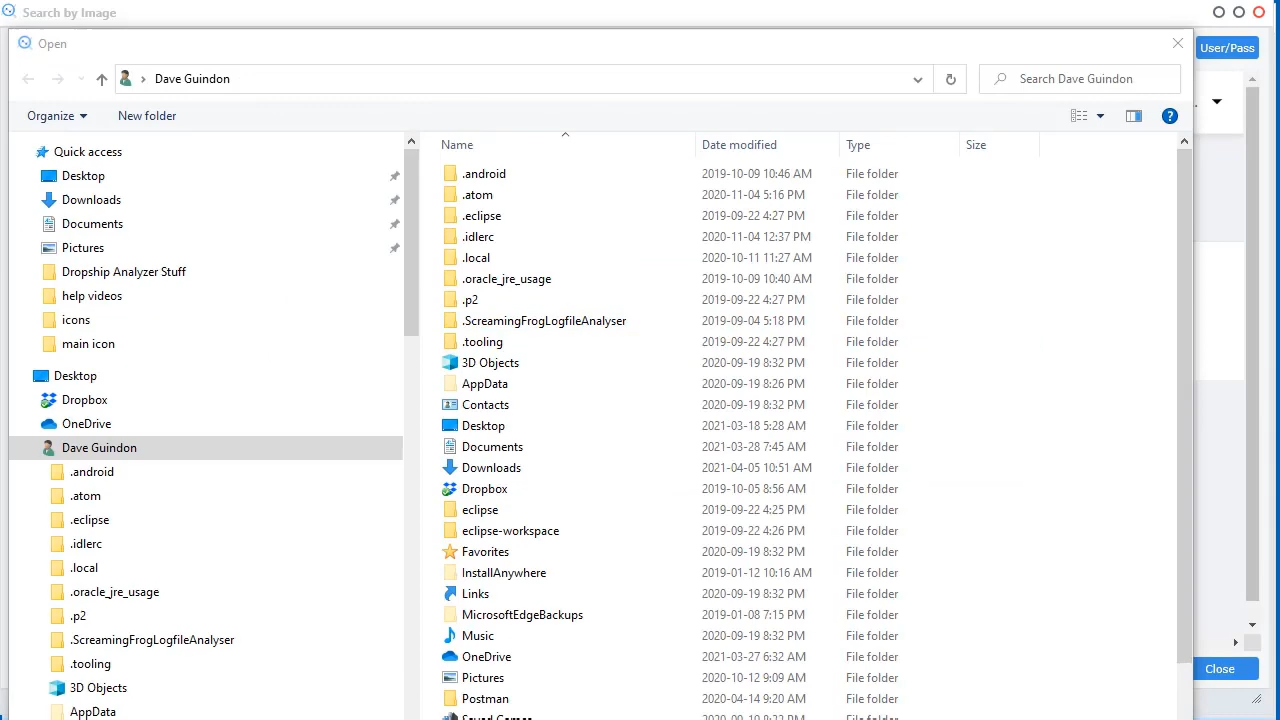 Search by Image
Open
User/Pass
Dave Guindon
Search Dave Guindon
Organize
New folder
Quick access
Desktop
Downloads
Documents
Pictures
Dropship Analyzer Stuff
help videos
icons
main icon
Desktop
Dropbox
OneDrive
Dave Guindon
.android
.atom
.eclipse
.idlerc
.local
.oracle_jre_usage
.p2
.ScreamingFrogLogfileAnalyser
.tooling
3D Objects
AppData
Name Date modified Type Size
.android 2019-10-09 10:46 AM File folder
.atom 2020-11-04 5:16 PM File folder
.eclipse 2019-09-22 4:27 PM File folder
.idlerc 2020-11-04 12:37 PM File folder
.local 2020-10-11 11:27 AM File folder
.oracle_jre_usage 2019-10-09 10:40 AM File folder
.p2 2019-09-22 4:27 PM File folder
.ScreamingFrogLogfileAnalyser 2019-09-04 5:18 PM File folder
.tooling 2019-09-22 4:27 PM File folder
3D Objects 2020-09-19 8:32 PM File folder
AppData 2020-09-19 8:26 PM File folder
Contacts 2020-09-19 8:32 PM File folder
Desktop 2021-03-18 5:28 AM File folder
Documents 2021-03-28 7:45 AM File folder
Downloads 2021-04-05 10:51 AM File folder
Dropbox 2019-10-05 8:56 AM File folder
eclipse 2019-09-22 4:25 PM File folder
eclipse-workspace 2019-09-22 4:26 PM File folder
Favorites 2020-09-19 8:32 PM File folder
InstallAnywhere 2019-01-12 10:16 AM File folder
Links 2020-09-19 8:32 PM File folder
MicrosoftEdgeBackups 2019-01-08 7:15 PM File folder
Music 2020-09-19 8:32 PM File folder
OneDrive 2021-03-27 6:32 AM File folder
Pictures 2020-10-12 9:09 AM File folder
Postman 2020-04-14 9:20 AM File folder
Close